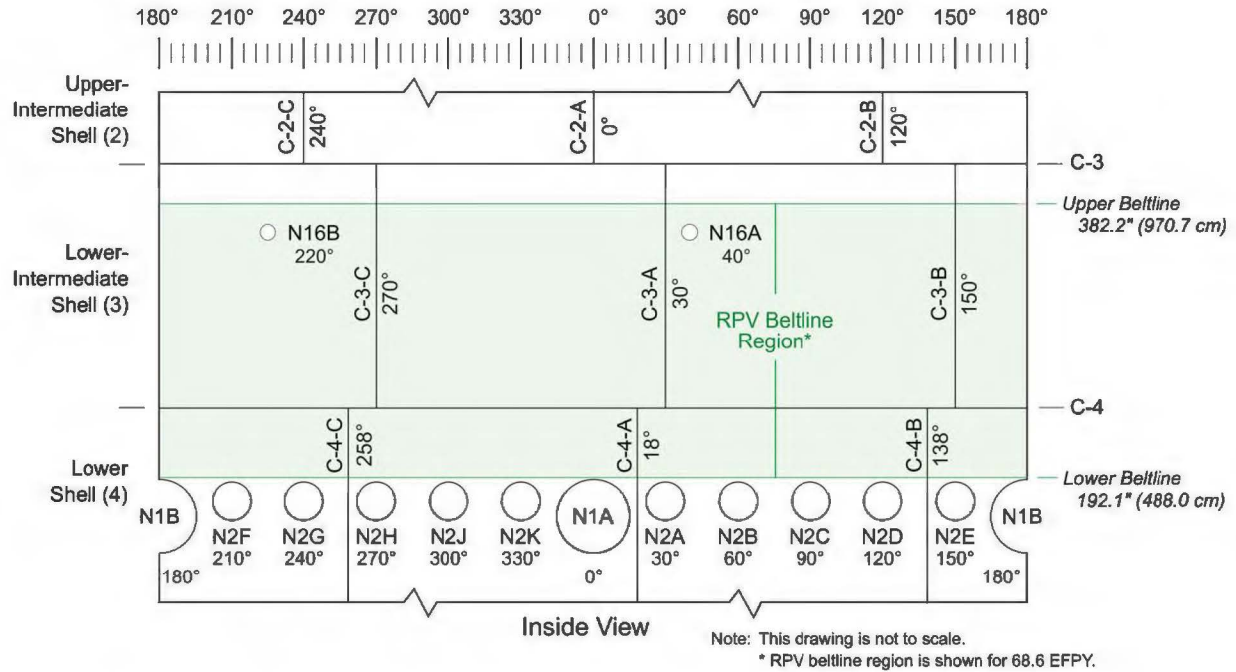 180° 210° 240° 270° 300° 330° 0° 30° 60° 90° 120° 150° 180°
Upper-
Intermediate
Shell (2)
C-2-C
240°
C-2-A
0°
C-2-B
120°
C-3
Upper Beltline
382.2" (970.7 cm)
N16B
220°
N16A
40°
Lower-
Intermediate
Shell (3)
C-3-C
270°
C-3-A
30°
C-3-B
150°
RPV Beltline
Region*
C-4
C-4-C
258°
C-4-A
18°
C-4-B
138°
Lower
Shell (4)
Lower Beltline
192.1" (488.0 cm)
N1B N1A N1B
N2F N2G N2H N2J N2K N2A N2B N2C N2D N2E
210° 240° 270° 300° 330° 30° 60° 90° 120° 150°
180° 0° 180°
Inside View
Note: This drawing is not to scale.
* RPV beltline region is shown for 68.6 EFPY.